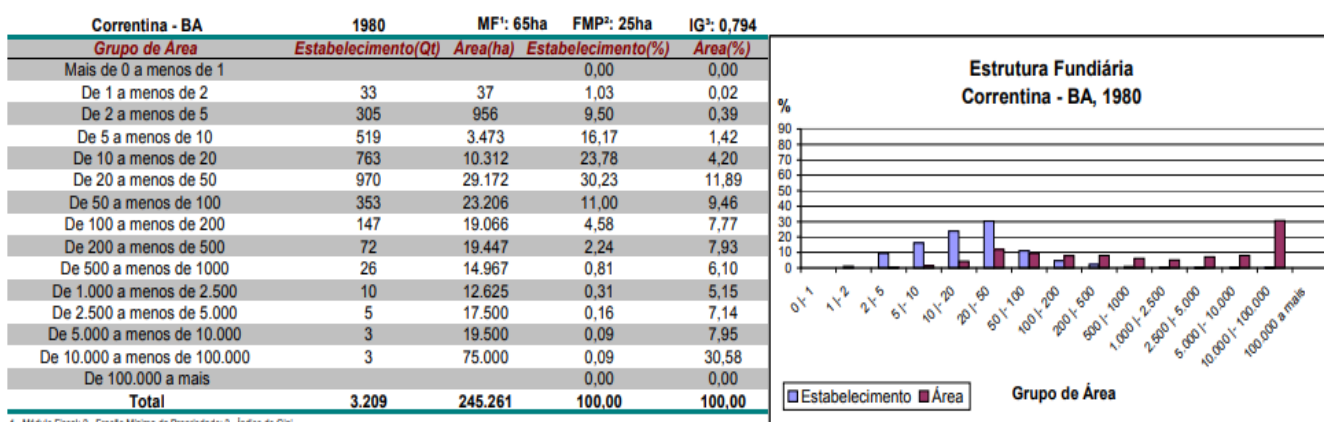 Correntina - BA 1980 MF¹: 65ha FMP²: 25ha IG³: 0,794
Grupo de Área Estabelecimento(Qt) Área(ha) Estabelecimento(%) Área(%)
Mais de 0 a menos de 1 0,00 0,00
De 1 a menos de 2 33 37 1,03 0,02
De 2 a menos de 5 305 956 9,50 0,39
De 5 a menos de 10 519 3.473 16,17 1,42
De 10 a menos de 20 763 10.312 23,78 4,20
De 20 a menos de 50 970 29.172 30,23 11,89
De 50 a menos de 100 353 23.206 11,00 9,46
De 100 a menos de 200 147 19.066 4,58 7,77
De 200 a menos de 500 72 19.447 2,24 7,93
De 500 a menos de 1000 26 14.967 0,81 6,10
De 1.000 a menos de 2.500 10 12.625 0,31 5,15
De 2.500 a menos de 5.000 5 17.500 0,16 7,14
De 5.000 a menos de 10.000 3 19.500 0,09 7,95
De 10.000 a menos de 100.000 3 75.000 0,09 30,58
De 100.000 a mais 0,00 0,00
Total 3.209 245.261 100,00 100,00
Estrutura Fundiária
Correntina - BA, 1980
%
90
80
70
60
50
40
30
20
10
0
0 |- 1
1 |- 2
2 |- 5
5 |- 10
10 |- 20
20 |- 50
50 |- 100
100 |- 200
200 |- 500
500 |- 1000
1.000 |- 2.500
2.500 |- 5.000
5.000 |- 10.000
10.000 |- 100.000
100.000 a mais
Estabelecimento Área
Grupo de Área